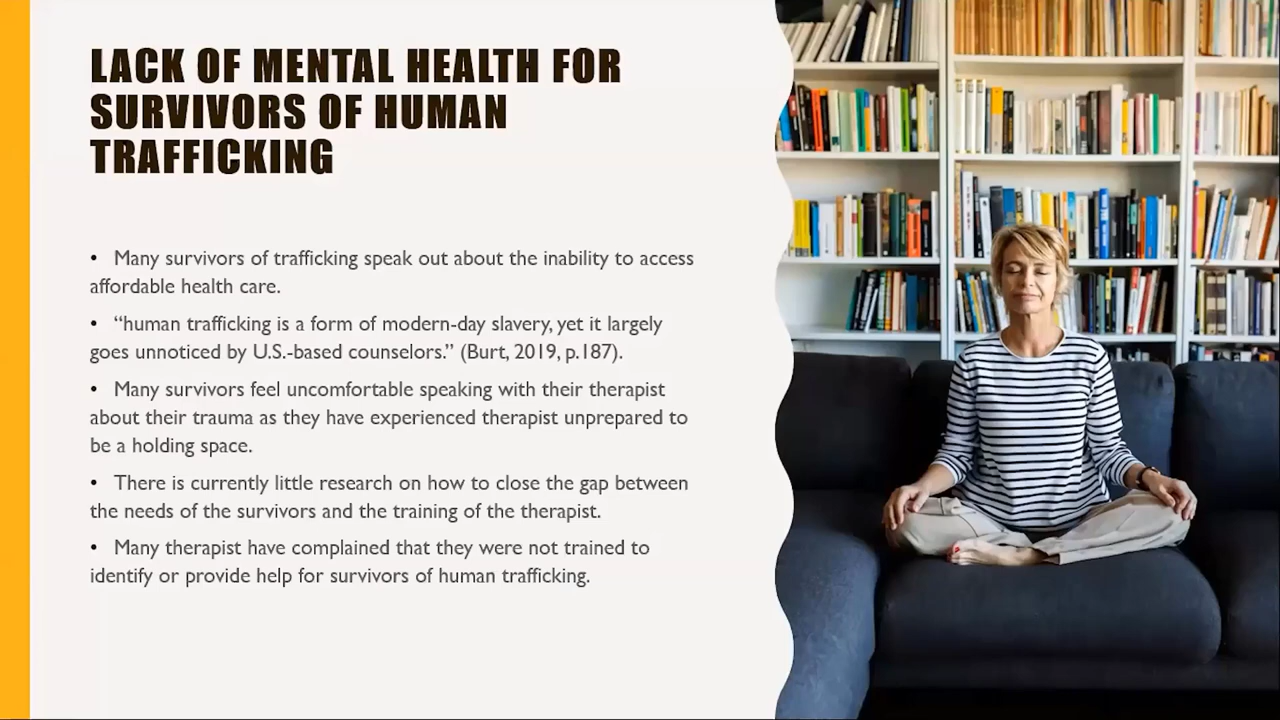 LACK OF MENTAL HEALTH FOR
SURVIVORS OF HUMAN
TRAFFICKING
• Many survivors of trafficking speak out about the inability to access
affordable health care.
• “human trafficking is a form of modern-day slavery, yet it largely
goes unnoticed by U.S.-based counselors.” (Burt, 2019, p.187).
• Many survivors feel uncomfortable speaking with their therapist
about their trauma as they have experienced therapist unprepared to
be a holding space.
• There is currently little research on how to close the gap between
the needs of the survivors and the training of the therapist.
• Many therapist have complained that they were not trained to
identify or provide help for survivors of human trafficking.